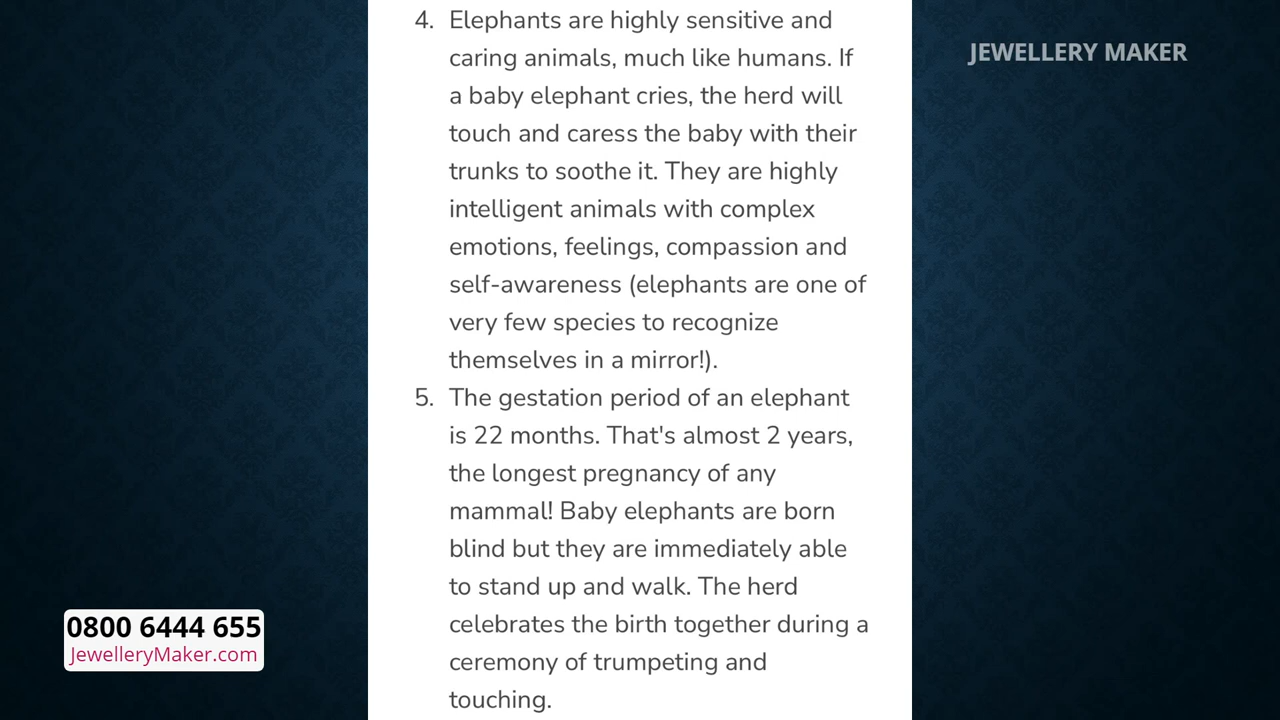 JEWELLERY MAKER
4. Elephants are highly sensitive and
caring animals, much like humans. If
a baby elephant cries, the herd will
touch and caress the baby with their
trunks to soothe it. They are highly
intelligent animals with complex
emotions, feelings, compassion and
self-awareness (elephants are one of
very few species to recognize
themselves in a mirror!).
5. The gestation period of an elephant
is 22 months. That's almost 2 years,
the longest pregnancy of any
mammal! Baby elephants are born
blind but they are immediately able
to stand up and walk. The herd
celebrates the birth together during a
ceremony of trumpeting and
touching.
0800 6444 655
JewelleryMaker.com